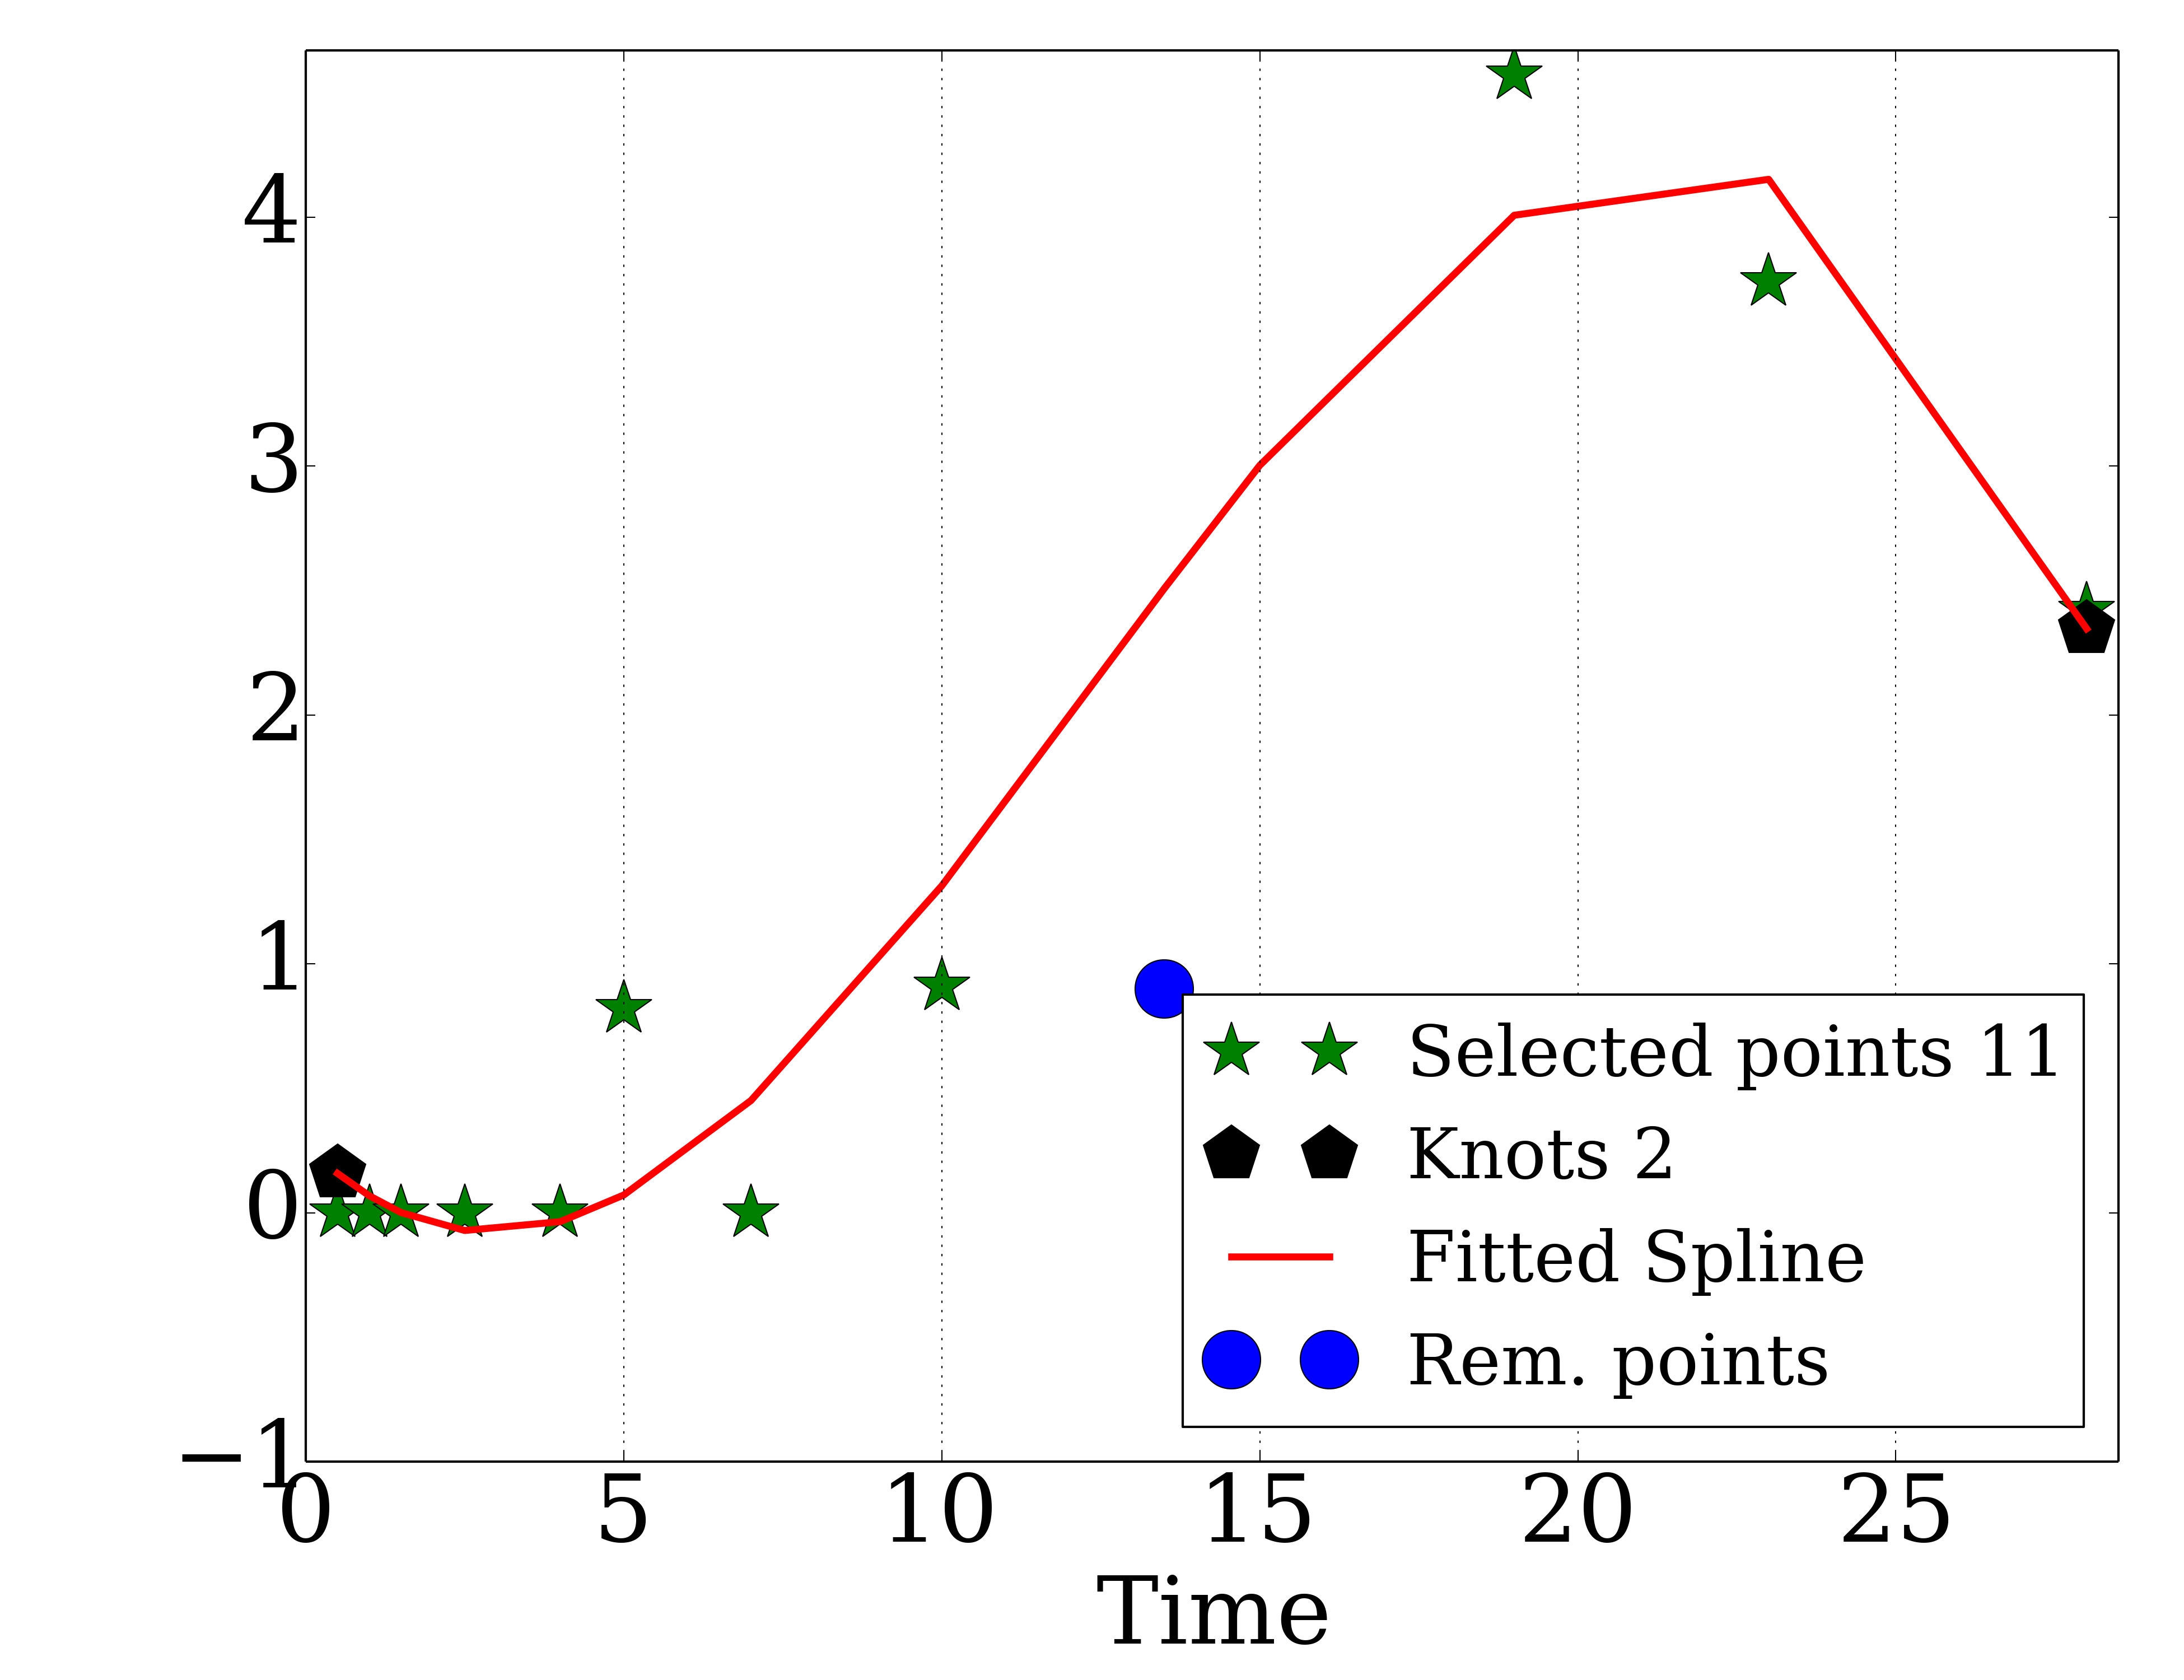 4
3
2
1
0
−1
0 5 10 15 20 25
Time
Selected points 11
Knots 2
Fitted Spline
Rem. points